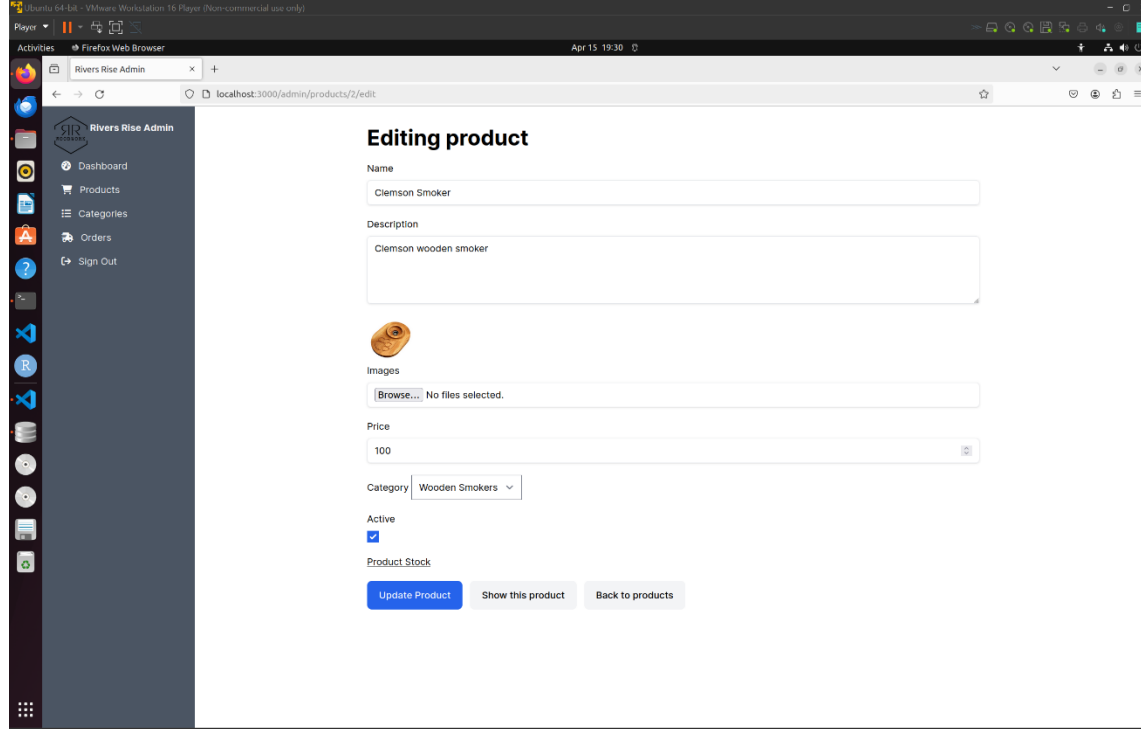 Ubuntu 64-bit - VMware Workstation 16 Player (Non-commercial use only)
Player
Activities Firefox Web Browser Apr 15 19:30
Rivers Rise Admin
localhost:3000/admin/products/2/edit
RR
Rivers Rise Admin
Dashboard
Products
Categories
Orders
Sign Out
Editing product
Name
Clemson Smoker
Description
Clemson wooden smoker
Images
Browse... No files selected.
Price
100
Category Wooden Smokers
Active
Product Stock
Update Product Show this product Back to products